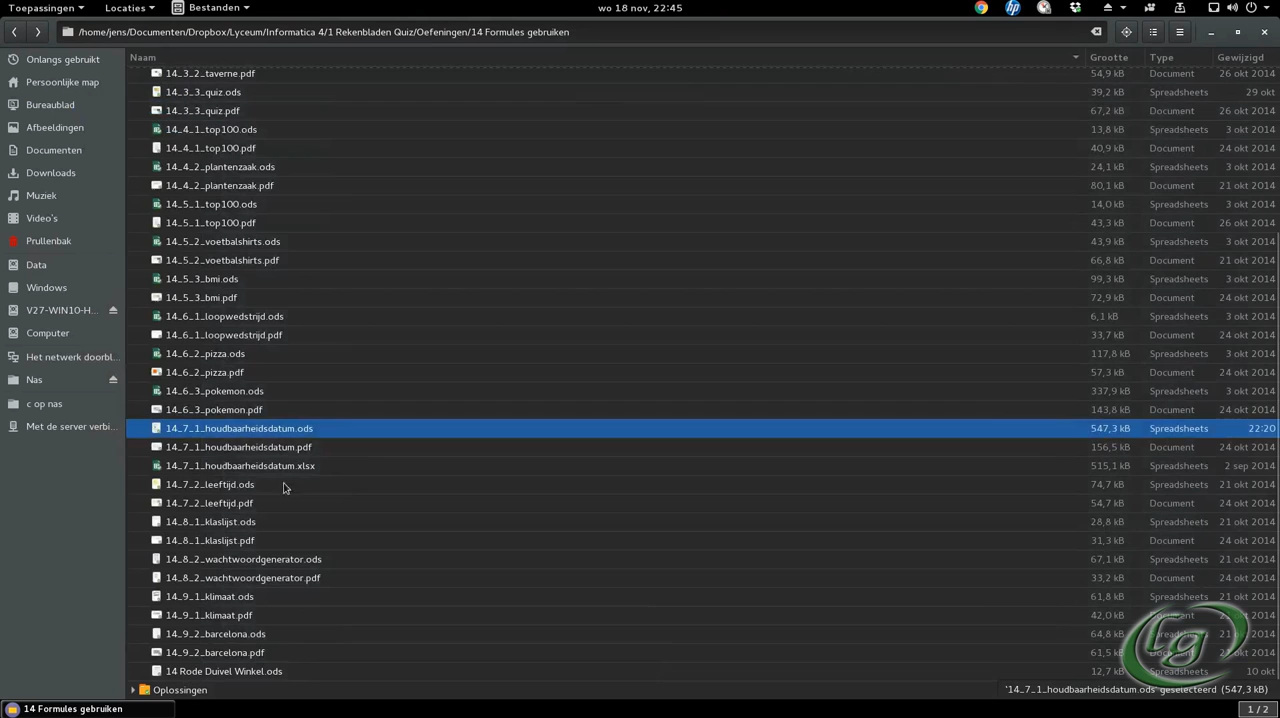 Toepassingen Locaties Bestanden wo 18 nov, 22:45
/home/jens/Documenten/Dropbox/Lyceum/Informatica 4/1 Rekenbladen Quiz/Oefeningen/14 Formules gebruiken
Onlangs gebruikt
Persoonlijke map
Bureaublad
Afbeeldingen
Documenten
Downloads
Muziek
Video's
Prullenbak
Data
Windows
V27-WIN10-H...
Computer
Het netwerk doorbl...
Nas
c op nas
Met de server verbi...
Naam Grootte Type Gewijzigd
14_3_2_taverne.pdf 54,9 kB Document 26 okt 2014
14_3_3_quiz.ods 39,2 kB Spreadsheets 29 okt
14_3_3_quiz.pdf 67,2 kB Document 26 okt 2014
14_4_1_top100.ods 13,8 kB Spreadsheets 3 okt 2014
14_4_1_top100.pdf 40,9 kB Document 24 okt 2014
14_4_2_plantenzaak.ods 24,1 kB Spreadsheets 3 okt 2014
14_4_2_plantenzaak.pdf 80,1 kB Document 21 okt 2014
14_5_1_top100.ods 14,0 kB Spreadsheets 3 okt 2014
14_5_1_top100.pdf 43,3 kB Document 26 okt 2014
14_5_2_voetbalshirts.ods 43,9 kB Spreadsheets 3 okt 2014
14_5_2_voetbalshirts.pdf 66,8 kB Document 21 okt 2014
14_5_3_bmi.ods 99,3 kB Spreadsheets 3 okt 2014
14_5_3_bmi.pdf 72,9 kB Document 24 okt 2014
14_6_1_loopwedstrijd.ods 6,1 kB Spreadsheets 3 okt 2014
14_6_1_loopwedstrijd.pdf 33,7 kB Document 24 okt 2014
14_6_2_pizza.ods 117,8 kB Spreadsheets 3 okt 2014
14_6_2_pizza.pdf 57,3 kB Document 24 okt 2014
14_6_3_pokemon.ods 337,9 kB Spreadsheets 3 okt 2014
14_6_3_pokemon.pdf 143,8 kB Document 24 okt 2014
14_7_1_houdbaarheidsdatum.ods 547,3 kB Spreadsheets 22:20
14_7_1_houdbaarheidsdatum.pdf 156,5 kB Document 24 okt 2014
14_7_1_houdbaarheidsdatum.xlsx 515,1 kB Spreadsheets 2 sep 2014
14_7_2_leeftijd.ods 74,7 kB Spreadsheets 21 okt 2014
14_7_2_leeftijd.pdf 54,7 kB Document 24 okt 2014
14_8_1_klaslijst.ods 28,8 kB Spreadsheets 21 okt 2014
14_8_1_klaslijst.pdf 31,3 kB Document 24 okt 2014
14_8_2_wachtwoordgenerator.ods 67,1 kB Spreadsheets 21 okt 2014
14_8_2_wachtwoordgenerator.pdf 33,2 kB Document 24 okt 2014
14_9_1_klimaat.ods 61,8 kB Spreadsheets 21 okt 2014
14_9_1_klimaat.pdf 42,0 kB Document 24 okt 2014
14_9_2_barcelona.ods 64,8 kB Spreadsheets 21 okt 2014
14_9_2_barcelona.pdf 61,5 kB 21 okt 2014
14 Rode Duivel Winkel.ods 12,7 kB Spreadsheets 10 okt
Oplossingen
'14_7_1_houdbaarheidsdatum.ods' geselecteerd (547,3 kB)
14 Formules gebruiken 1 / 2
lg